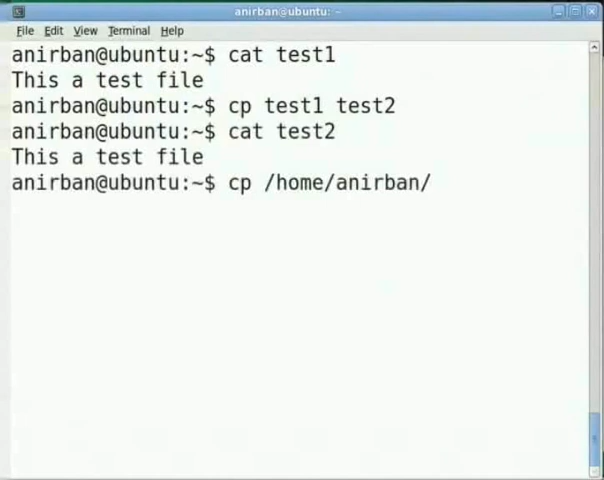 anirban@ubuntu: ~
File Edit View Terminal Help
anirban@ubuntu:~$ cat test1
This a test file
anirban@ubuntu:~$ cp test1 test2
anirban@ubuntu:~$ cat test2
This a test file
anirban@ubuntu:~$ cp /home/anirban/